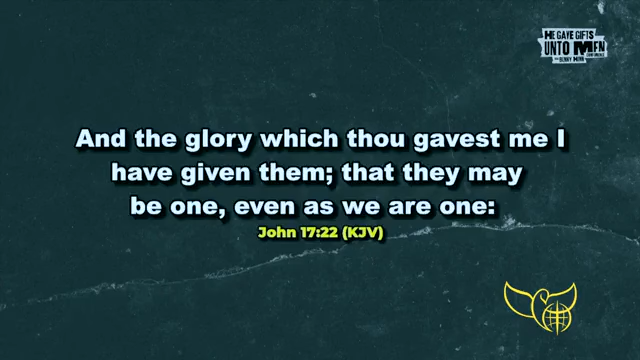 HE GAVE GIFTS
UNTO MEN
And the glory which thou gavest me I
have given them; that they may
be one, even as we are one:
John 17:22 (KJV)